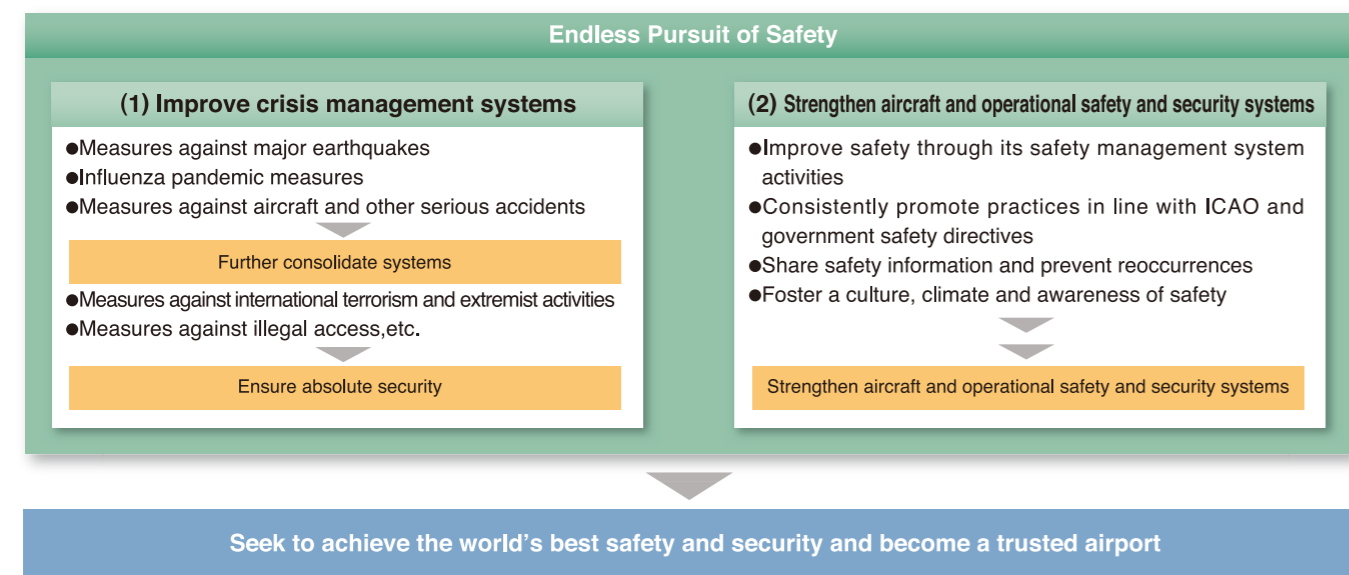 Endless Pursuit of Safety
(1) Improve crisis management systems
●Measures against major earthquakes
●Influenza pandemic measures
●Measures against aircraft and other serious accidents
Further consolidate systems
●Measures against international terrorism and extremist activities
●Measures against illegal access,etc.
Ensure absolute security
(2) Strengthen aircraft and operational safety and security systems
●Improve safety through its safety management system
activities
●Consistently promote practices in line with ICAO and
government safety directives
●Share safety information and prevent reoccurrences
●Foster a culture, climate and awareness of safety
Strengthen aircraft and operational safety and security systems
Seek to achieve the world's best safety and security and become a trusted airport